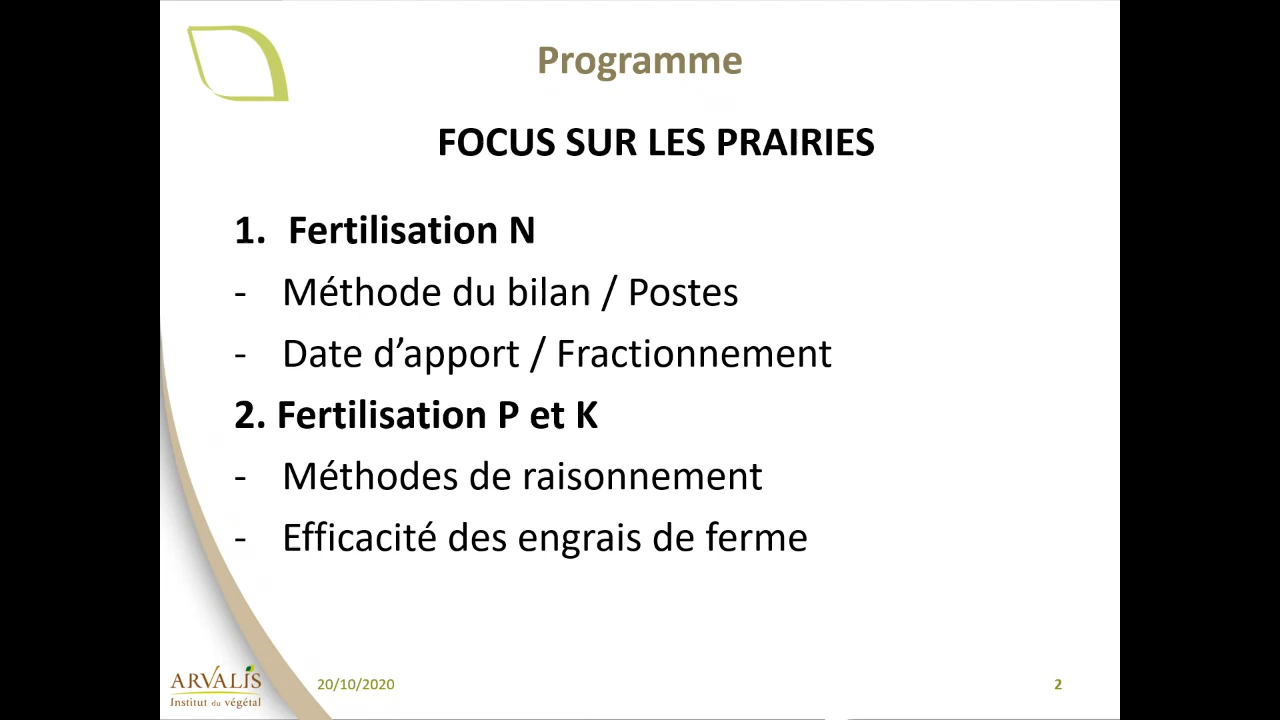 Programme
FOCUS SUR LES PRAIRIES
1. Fertilisation N
- Méthode du bilan / Postes
- Date d’apport / Fractionnement
2. Fertilisation P et K
- Méthodes de raisonnement
- Efficacité des engrais de ferme
ARVALIS
Institut du végétal
20/10/2020
2